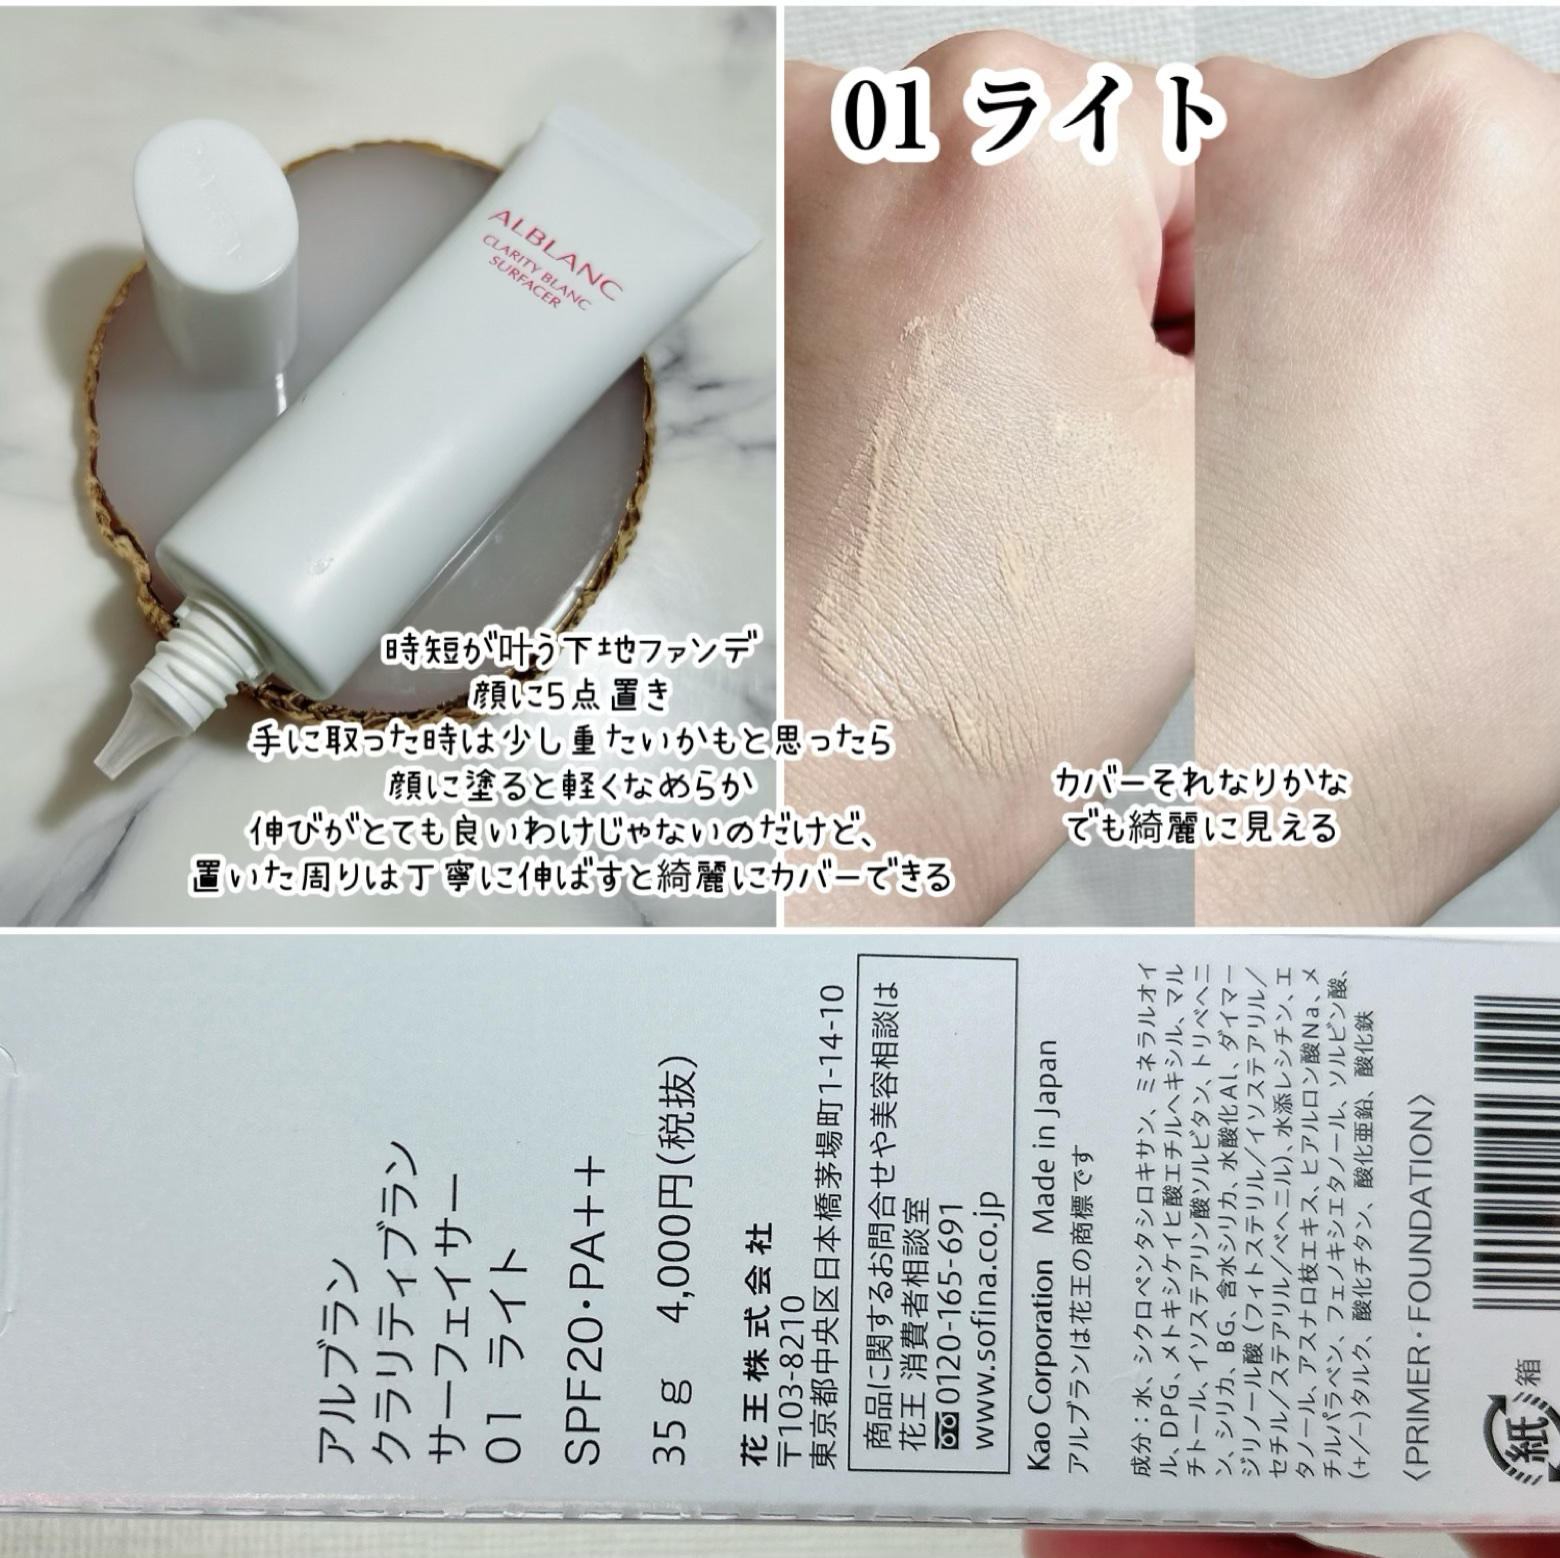 ALBLANC
CLARITY BLANC
SURFACER
時短が叶う下地ファンデ
顔に5点置き
手に取った時は少し重たいかもと思ったら
顔に塗ると軽くなめらか
伸びがとても良いわけじゃないのだけど、
置いた周りは丁寧に伸ばすと綺麗にカバーできる
01 ライト
カバーそれなりかな
でも綺麗に見える
アルブラン
クラリティブラン
サーフェイサー
01 ライト
SPF20・PA++
35g 4,000円(税抜)
花王株式会社
〒103-8210
東京都中央区日本橋茅場町1-14-10
商品に関するお問合せや美容相談は
花王 消費者相談室
0120-165-691
www.sofina.co.jp
Kao Corporation Made in Japan
アルブランは花王の商標です
成分：水、シクロペンタシロキサン、ミネラルオイ
ル、DPG、メトキシケイヒ酸エチルヘキシル、マル
チトール、イソステアリン酸ソルビタン、トリベヘニ
ン、シリカ、BG、含水シリカ、水酸化Al、ダイマー
ジリノール酸(フィトステリル/イソステアリル/
セチル/ステアリル/ベヘニル)、水添レシチン、エ
タノール、アスナロ枝エキス、ヒアルロン酸Na、メ
チルパラベン、フェノキシエタノール、ソルビン酸、
(+/-)タルク、酸化チタン、酸化亜鉛、酸化鉄
〈PRIMER・FOUNDATION〉
箱
紙